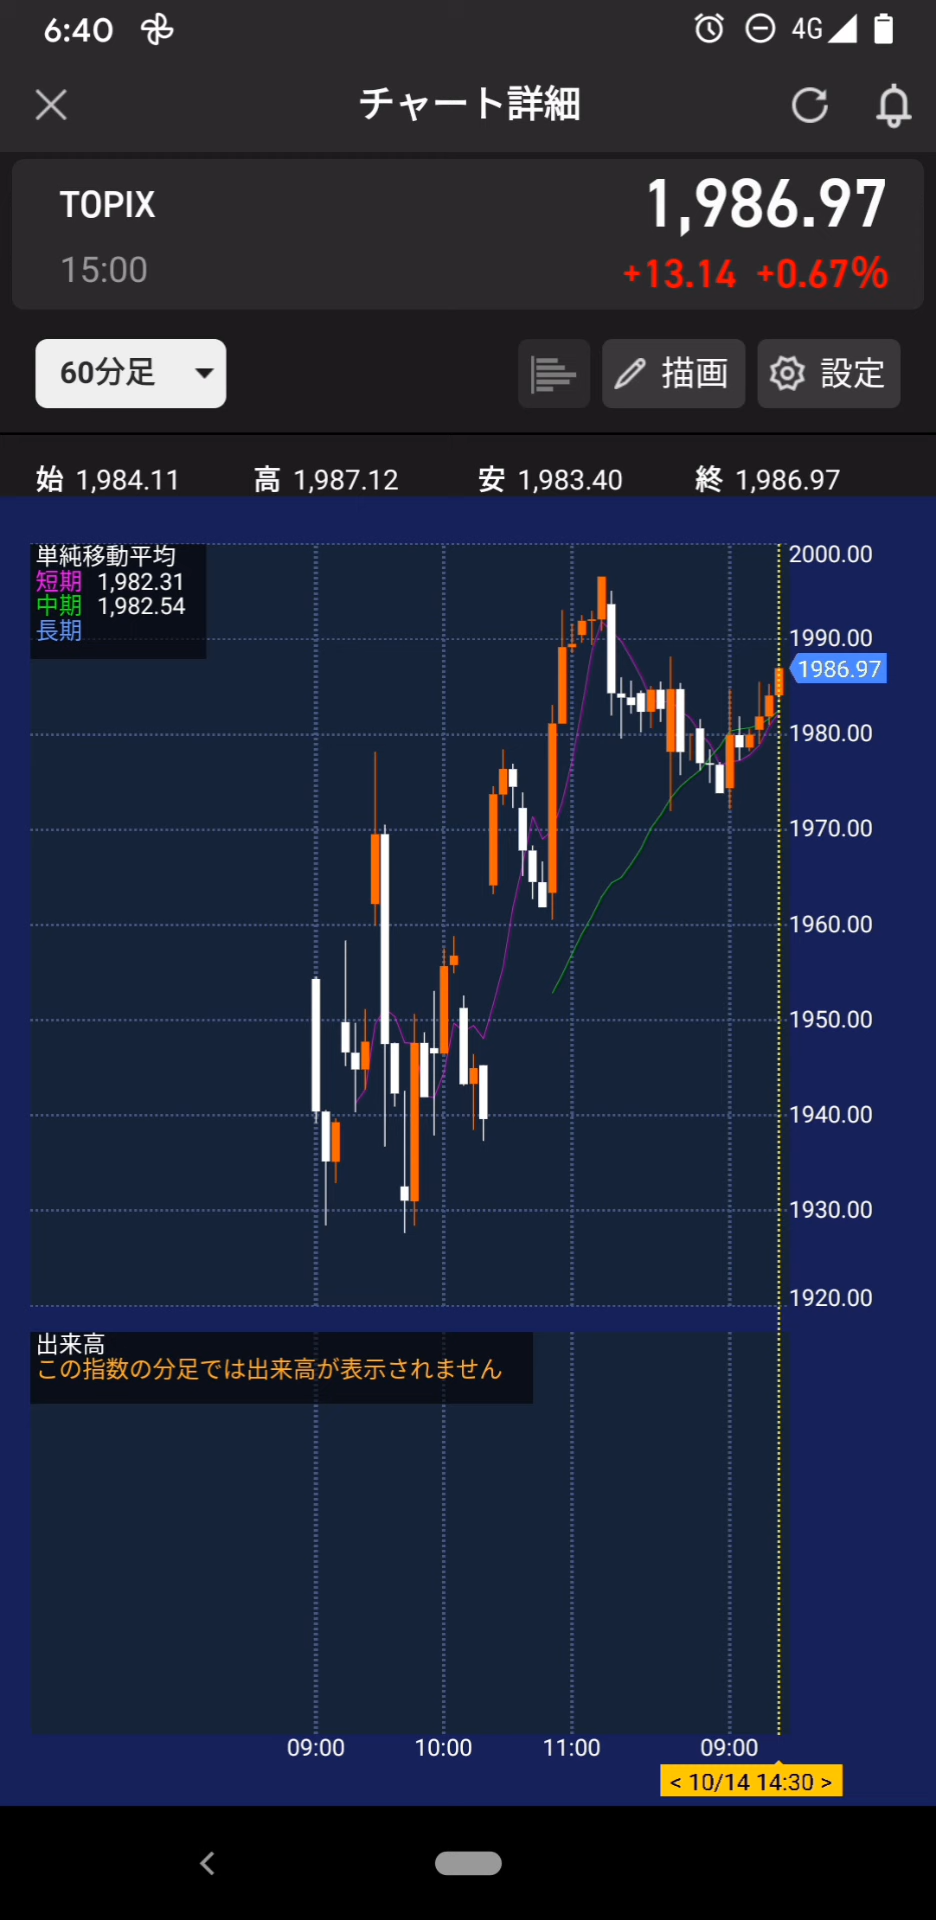 6:40 4G
チャート詳細
TOPIX 1,986.97
15:00 +13.14 +0.67%
60分足 描画 設定
始 1,984.11 高 1,987.12 安 1,983.40 終 1,986.97
単純移動平均
短期 1,982.31
中期 1,982.54
長期
2000.00
1990.00
1986.97
1980.00
1970.00
1960.00
1950.00
1940.00
1930.00
1920.00
出来高
この指数の分足では出来高が表示されません
09:00 10:00 11:00 09:00
< 10/14 14:30 >